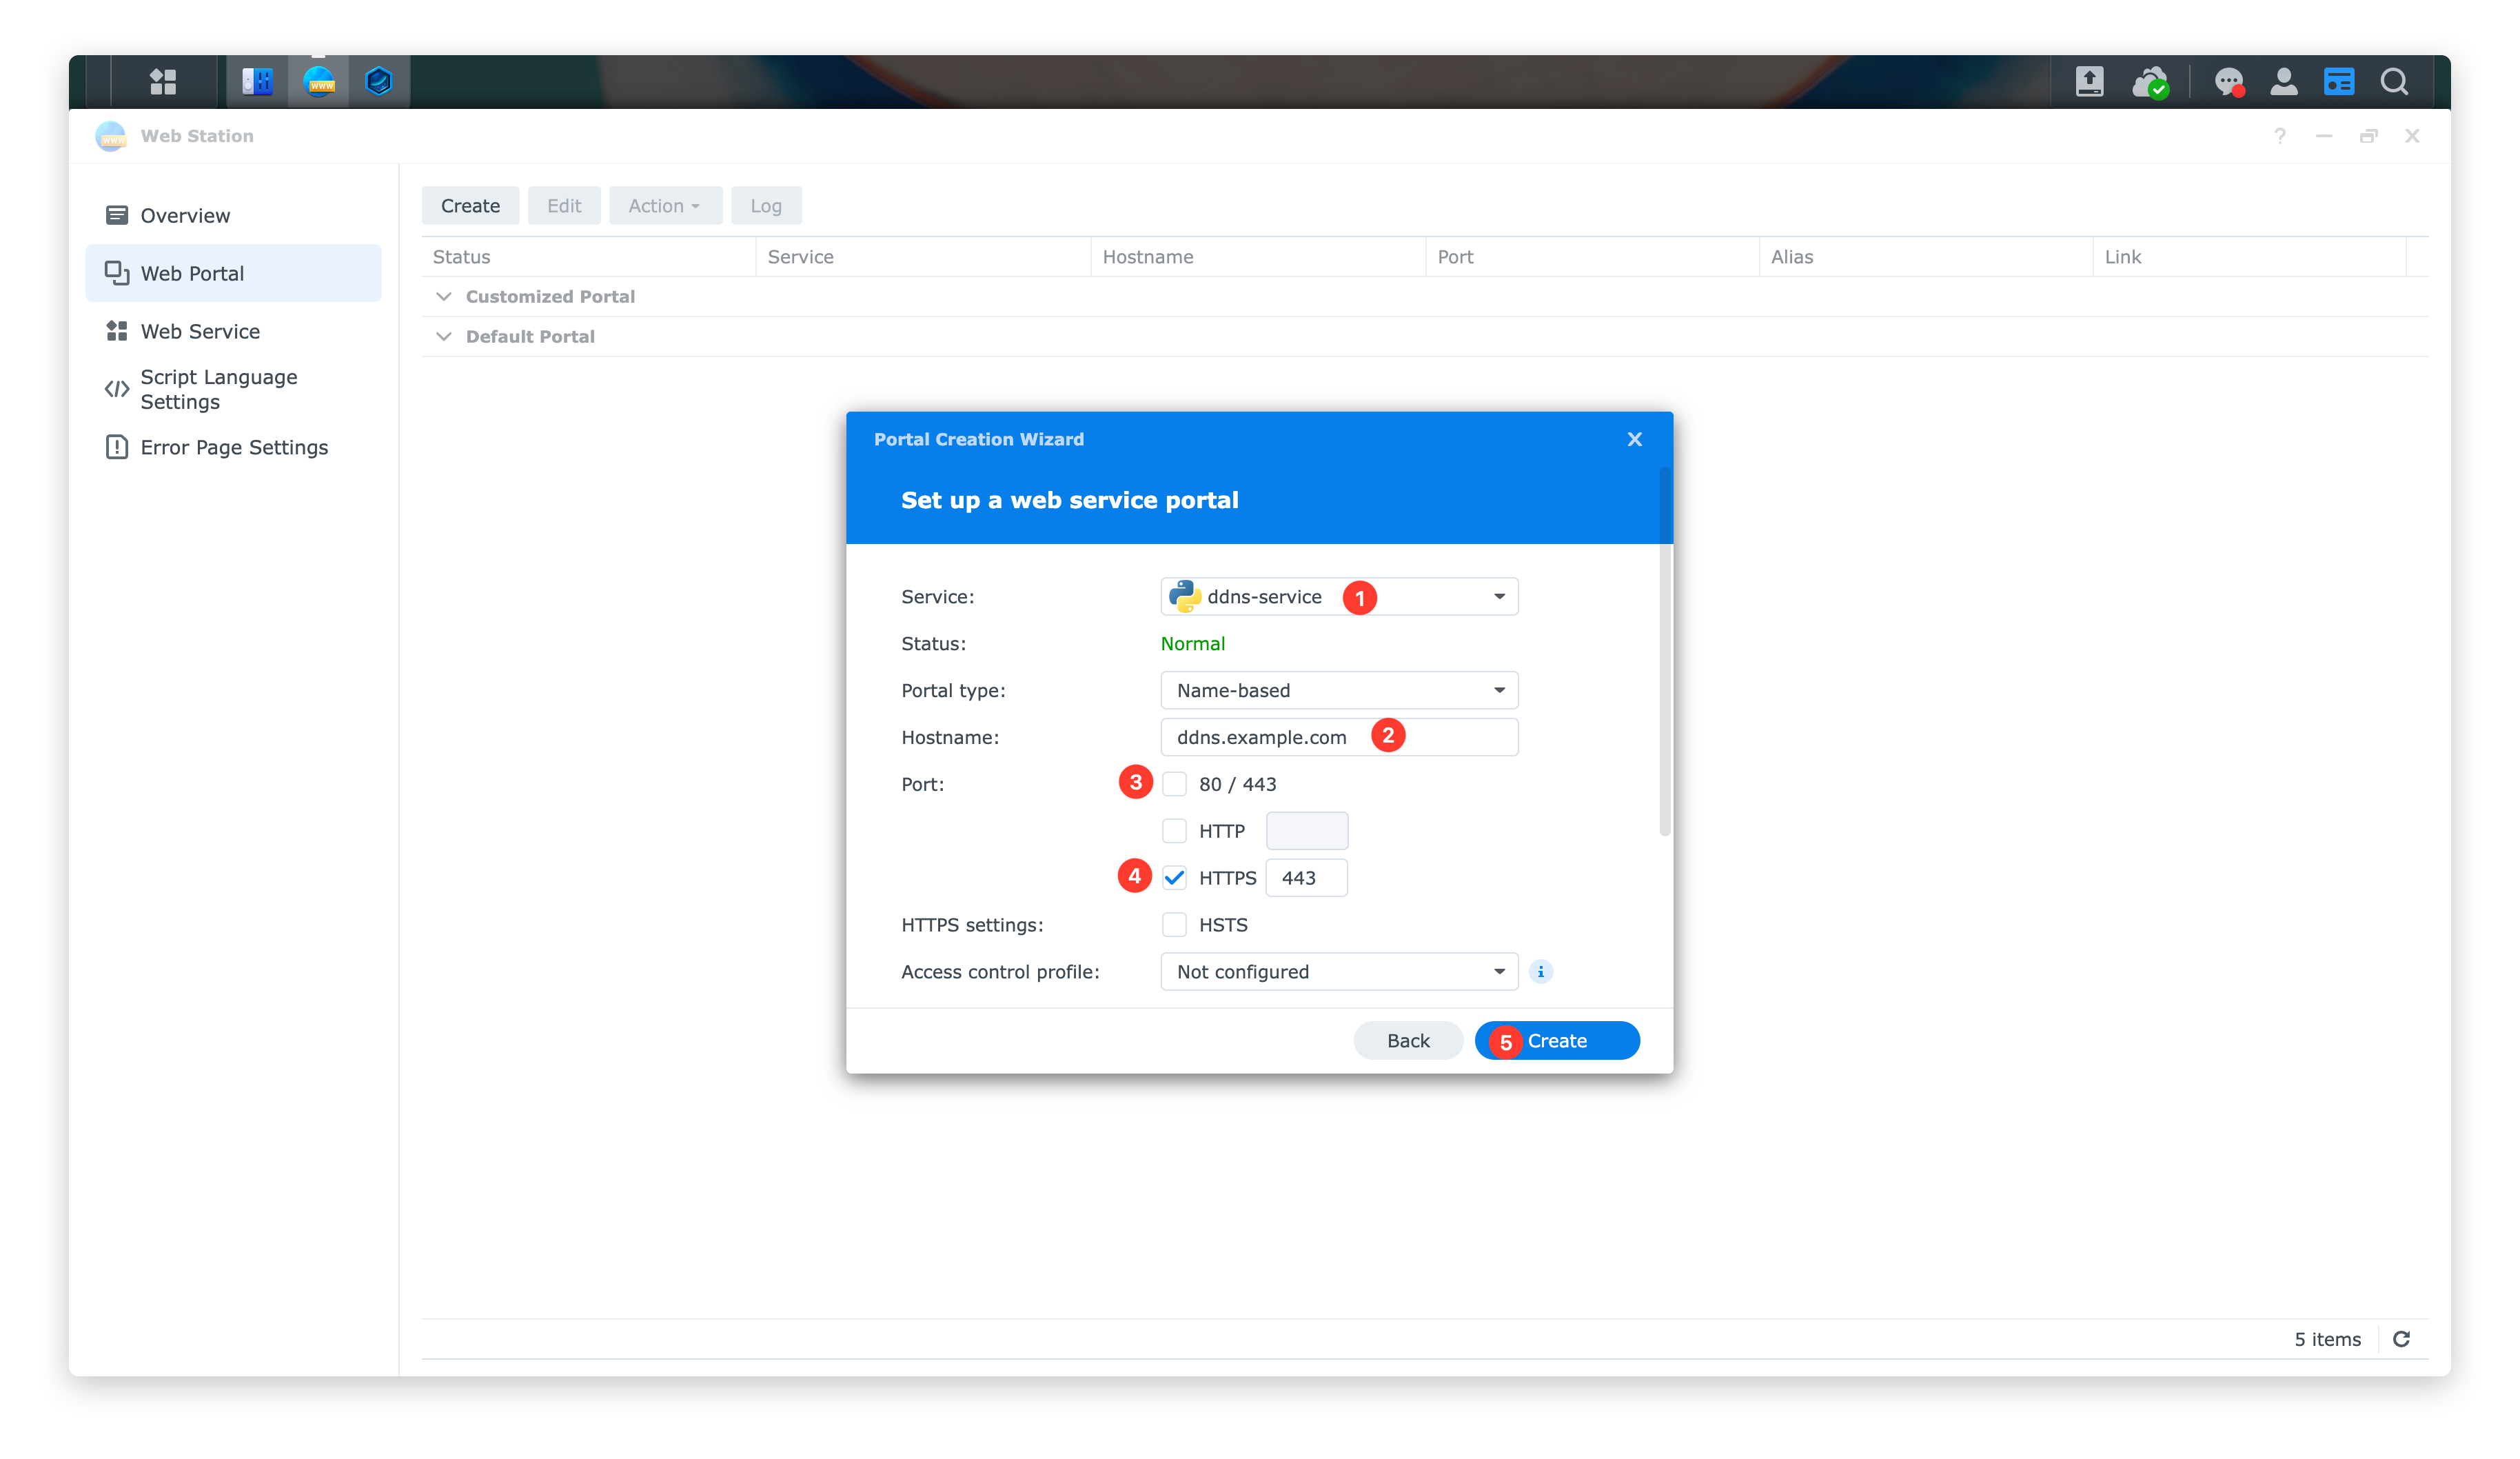 www
Web Station
?
Overview
Web Portal
Web Service
Script Language
Settings
Error Page Settings
Create Edit Action Log
Status Service Hostname Port Alias Link
Customized Portal
Default Portal
Portal Creation Wizard
Set up a web service portal
Service: ddns-service 1
Status: Normal
Portal type: Name-based
Hostname: ddns.example.com 2
Port: 3 80 / 443
HTTP
4 HTTPS 443
HTTPS settings: HSTS
Access control profile: Not configured i
Back 5 Create
5 items